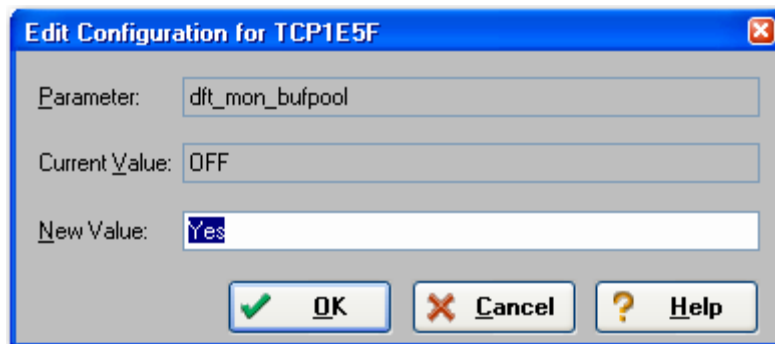 Edit Configuration for TCP1E5F
Parameter: dft_mon_bufpool
Current Value: OFF
New Value: Yes
OK Cancel Help